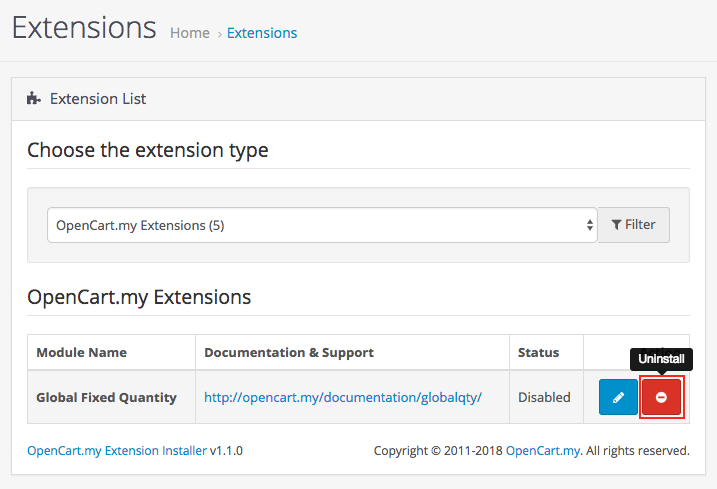 Extensions Home › Extensions
Extension List
Choose the extension type
OpenCart.my Extensions (5) Filter
OpenCart.my Extensions
Module Name Documentation & Support Status
Uninstall
Global Fixed Quantity http://opencart.my/documentation/globalqty/ Disabled
OpenCart.my Extension Installer v1.1.0 Copyright © 2011-2018 OpenCart.my. All rights reserved.